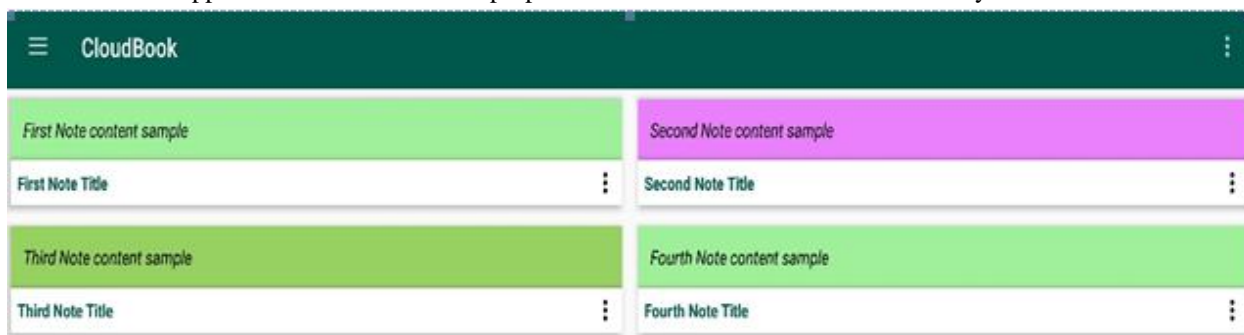 CloudBook
First Note content sample
Second Note content sample
First Note Title
Second Note Title
Third Note content sample
Fourth Note content sample
Third Note Title
Fourth Note Title